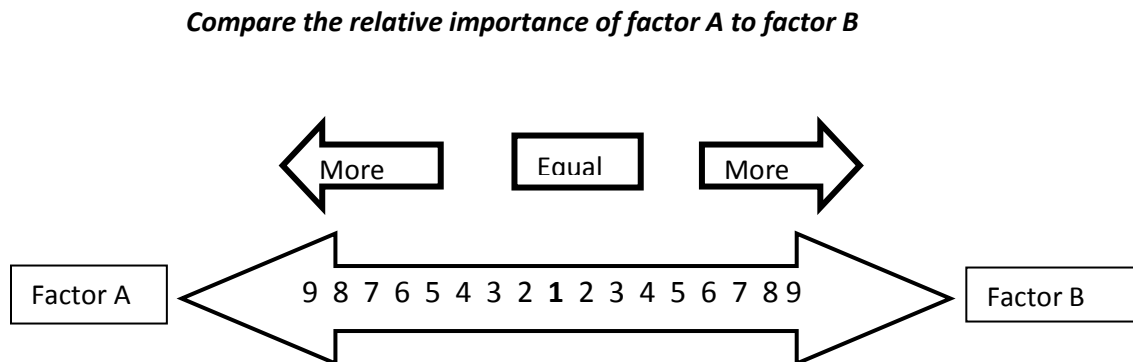 Compare the relative importance of factor A to factor B
More Equal More
Factor A 9 8 7 6 5 4 3 2 1 2 3 4 5 6 7 8 9 Factor B